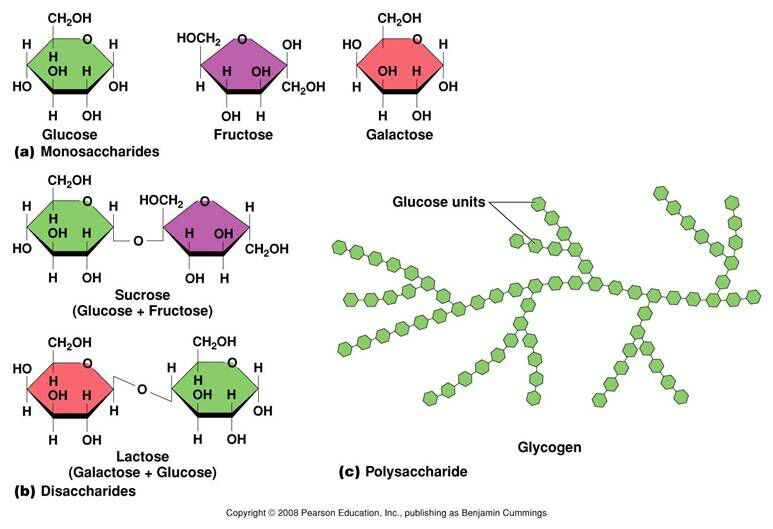 CH₂OH
O
H
H
H
OH
H
HO
OH
H
OH
Glucose
HOCH₂
O
OH
H
H
OH
CH₂OH
OH
H
Fructose
CH₂OH
O
HO
H
H
OH
H
H
OH
H
OH
Galactose
(a) Monosaccharides
CH₂OH
O
H
H
H
OH
H
HO
H
OH
O
HOCH₂
O
H
H
OH
CH₂OH
OH
H
Sucrose
(Glucose + Fructose)
CH₂OH
O
HO
H
H
OH
H
H
H
OH
O
CH₂OH
O
H
H
H
OH
H
OH
H
OH
Lactose
(Galactose + Glucose)
(b) Disaccharides
Glucose units
Glycogen
(c) Polysaccharide
Copyright © 2008 Pearson Education, Inc., publishing as Benjamin Cummings